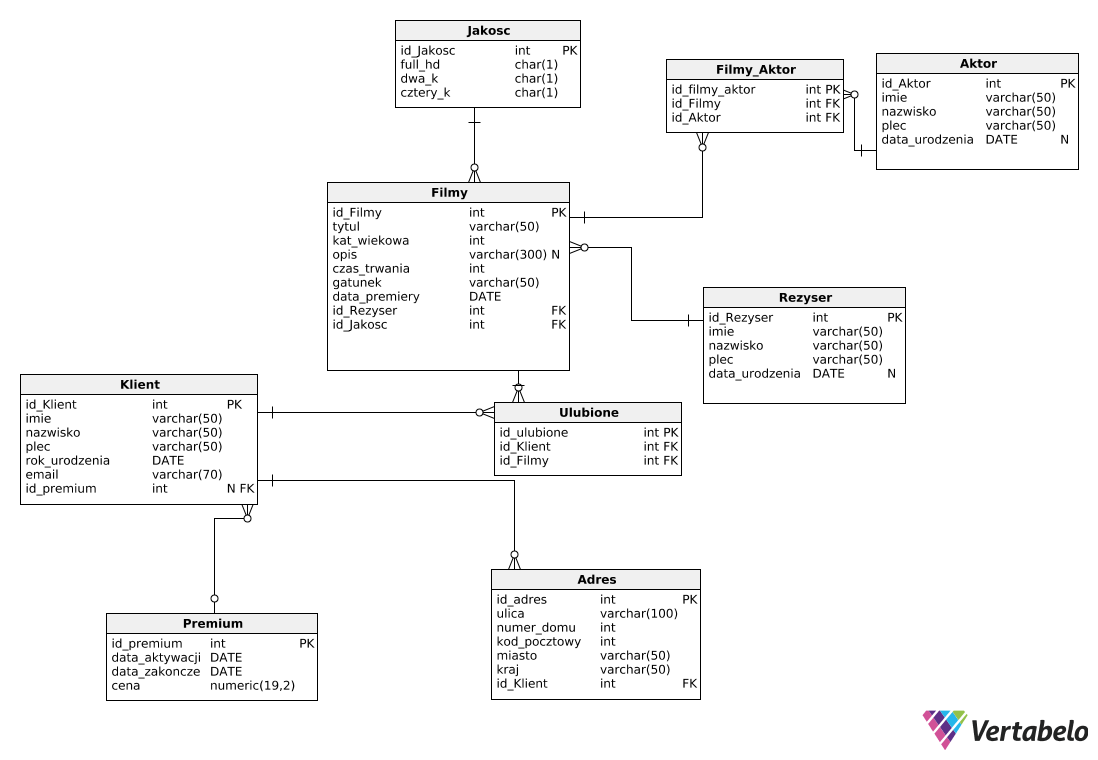 Jakosc
id_Jakosc int PK
full_hd char(1)
dwa_k char(1)
cztery_k char(1)
Filmy_Aktor
id_filmy_aktor int PK
id_Filmy int FK
id_Aktor int FK
Aktor
id_Aktor int PK
imie varchar(50)
nazwisko varchar(50)
plec varchar(50)
data_urodzenia DATE N
Filmy
id_Filmy int PK
tytul varchar(50)
kat_wiekowa int
opis varchar(300) N
czas_trwania int
gatunek varchar(50)
data_premiery DATE
id_Rezyser int FK
id_Jakosc int FK
Rezyser
id_Rezyser int PK
imie varchar(50)
nazwisko varchar(50)
plec varchar(50)
data_urodzenia DATE N
Klient
id_Klient int PK
imie varchar(50)
nazwisko varchar(50)
plec varchar(50)
rok_urodzenia DATE
email varchar(70)
id_premium int N FK
Ulubione
id_ulubione int PK
id_Klient int FK
id_Filmy int FK
Adres
id_adres int PK
ulica varchar(100)
numer_domu int
kod_pocztowy int
miasto varchar(50)
kraj varchar(50)
id_Klient int FK
Premium
id_premium int PK
data_aktywacji DATE
data_zakoncze DATE
cena numeric(19,2)
Vertabelo